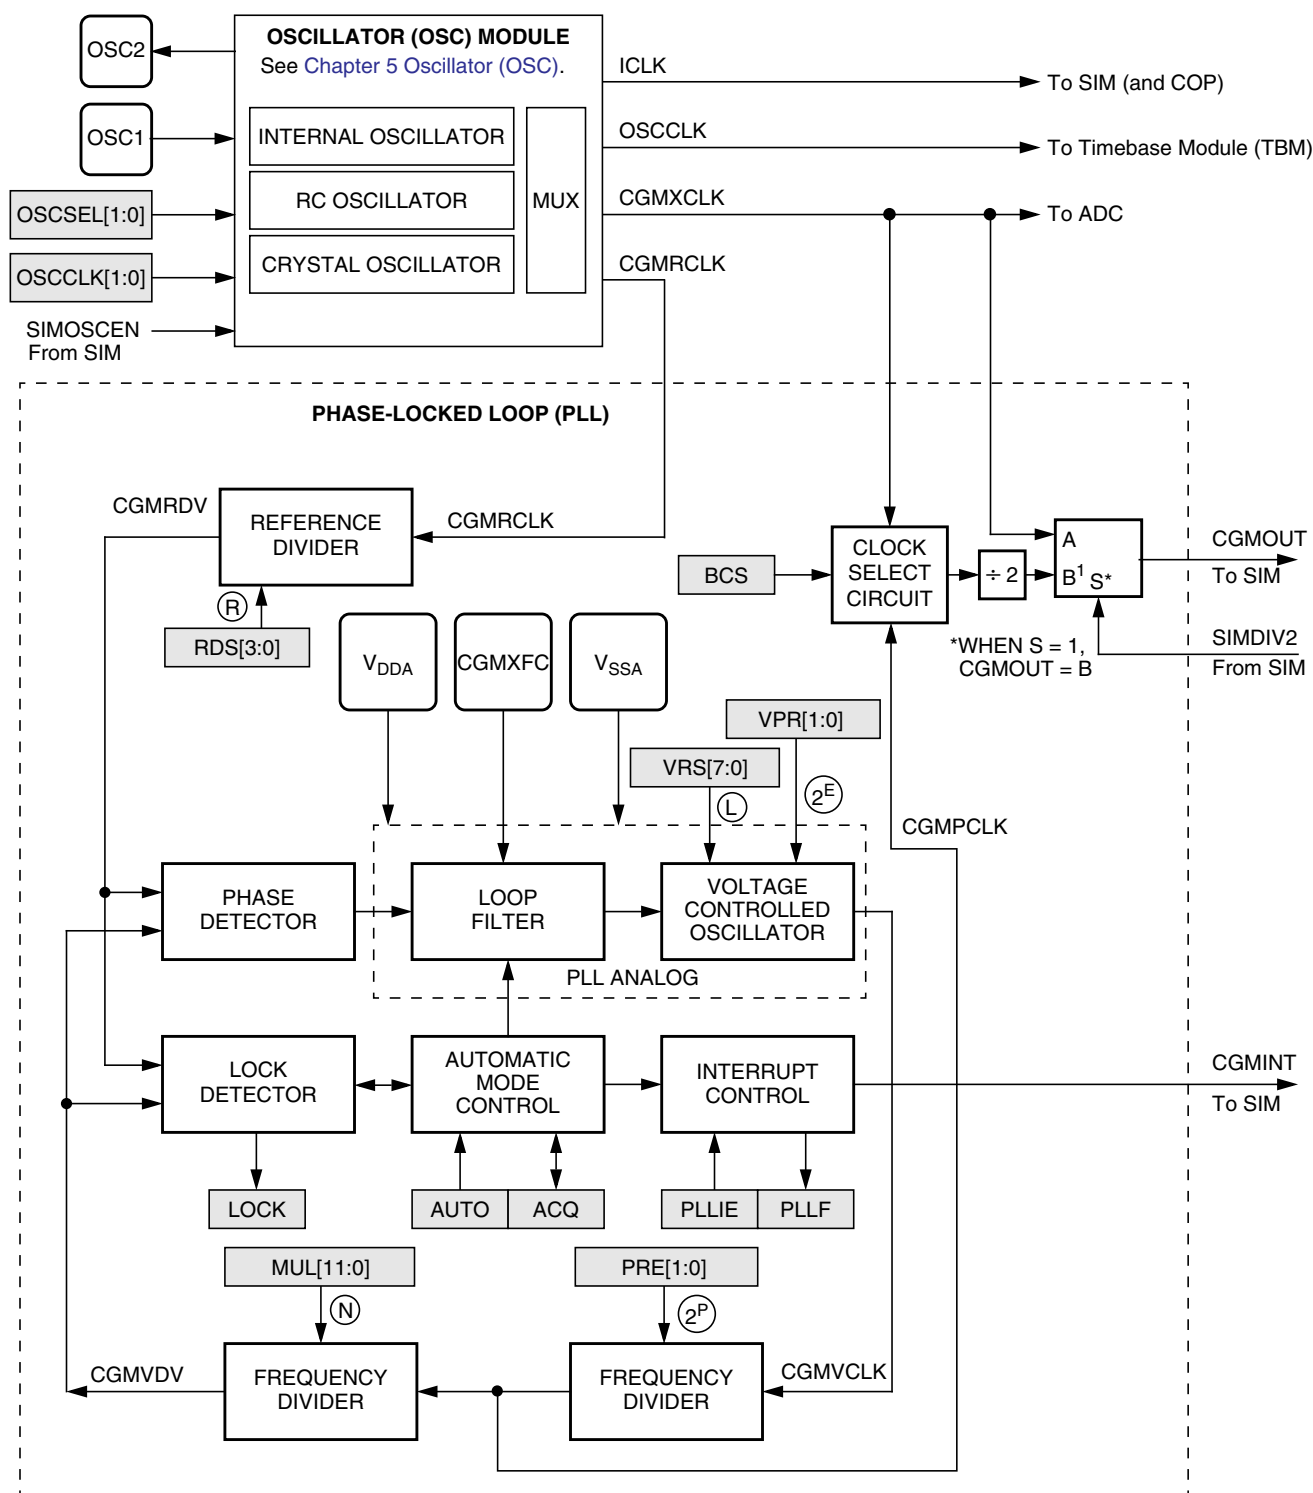 OSC2
OSCILLATOR (OSC) MODULE
See Chapter 5 Oscillator (OSC).
ICLK
To SIM (and COP)
OSC1
INTERNAL OSCILLATOR
OSCCLK
To Timebase Module (TBM)
OSCSEL[1:0]
RC OSCILLATOR
MUX
CGMXCLK
To ADC
OSCCLK[1:0]
CRYSTAL OSCILLATOR
CGMRCLK
SIMOSCEN
From SIM
PHASE-LOCKED LOOP (PLL)
CGMRDV
REFERENCE
DIVIDER
CGMRCLK
R
RDS[3:0]
BCS
CLOCK
SELECT
CIRCUIT
÷ 2
A
B1 S*
CGMOUT
To SIM
*WHEN S = 1,
CGMOUT = B
SIMDIV2
From SIM
VDDA
CGMXFC
VSSA
VPR[1:0]
VRS[7:0]
L
2E
CGMPCLK
PHASE
DETECTOR
LOOP
FILTER
VOLTAGE
CONTROLLED
OSCILLATOR
PLL ANALOG
LOCK
DETECTOR
AUTOMATIC
MODE
CONTROL
INTERRUPT
CONTROL
CGMINT
To SIM
LOCK
AUTO
ACQ
PLLIE
PLLF
MUL[11:0]
PRE[1:0]
N
2P
CGMVDV
FREQUENCY
DIVIDER
FREQUENCY
DIVIDER
CGMVCLK